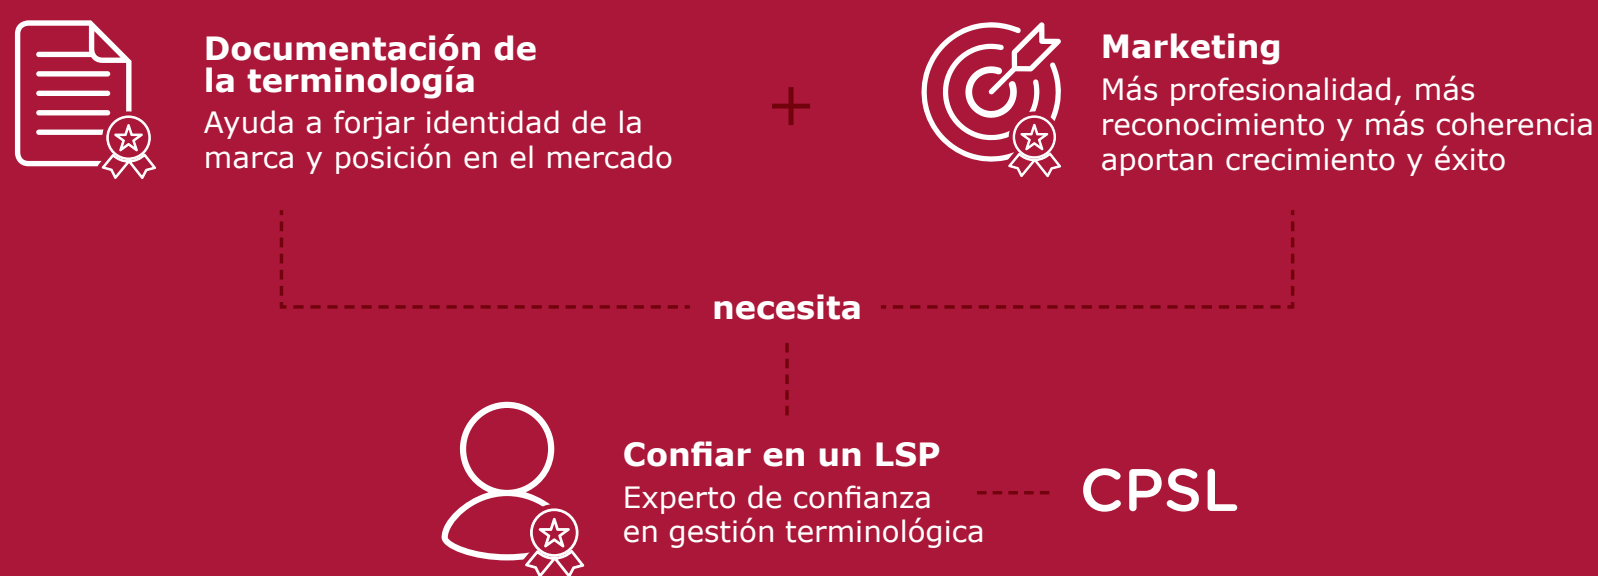 Documentación de
la terminología
Ayuda a forjar identidad de la
marca y posición en el mercado
+
Marketing
Más profesionalidad, más
reconocimiento y más coherencia
aportan crecimiento y éxito
necesita
Confiar en un LSP
Experto de confianza
en gestión terminológica
CPSL